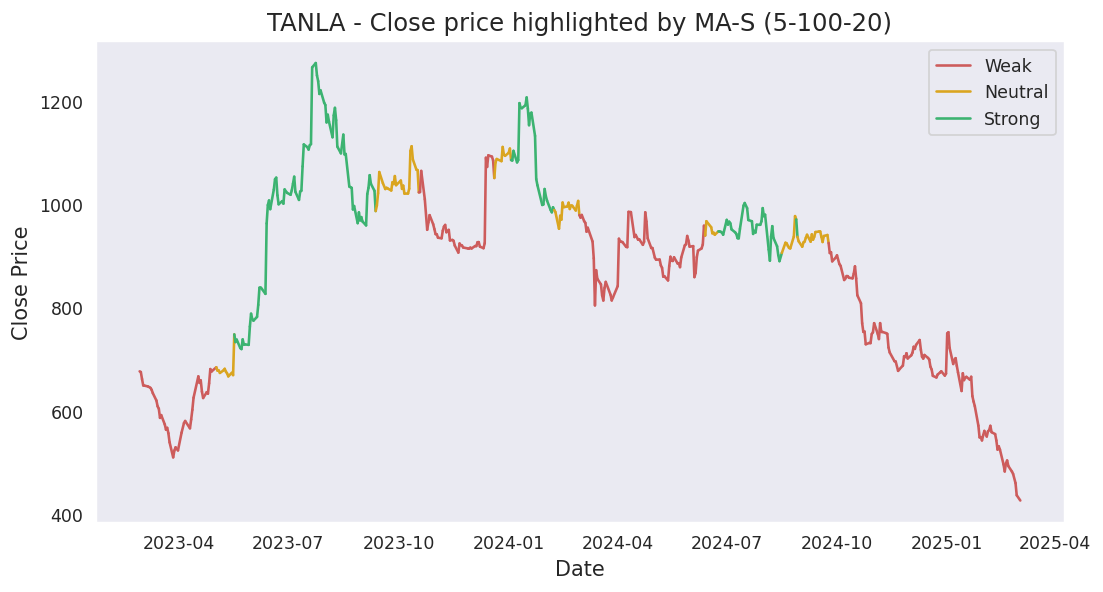 TANLA - Close price highlighted by MA-S (5-100-20)
Weak
Neutral
Strong
Close Price
1200
1000
800
600
400
2023-04 2023-07 2023-10 2024-01 2024-04 2024-07 2024-10 2025-01 2025-04
Date